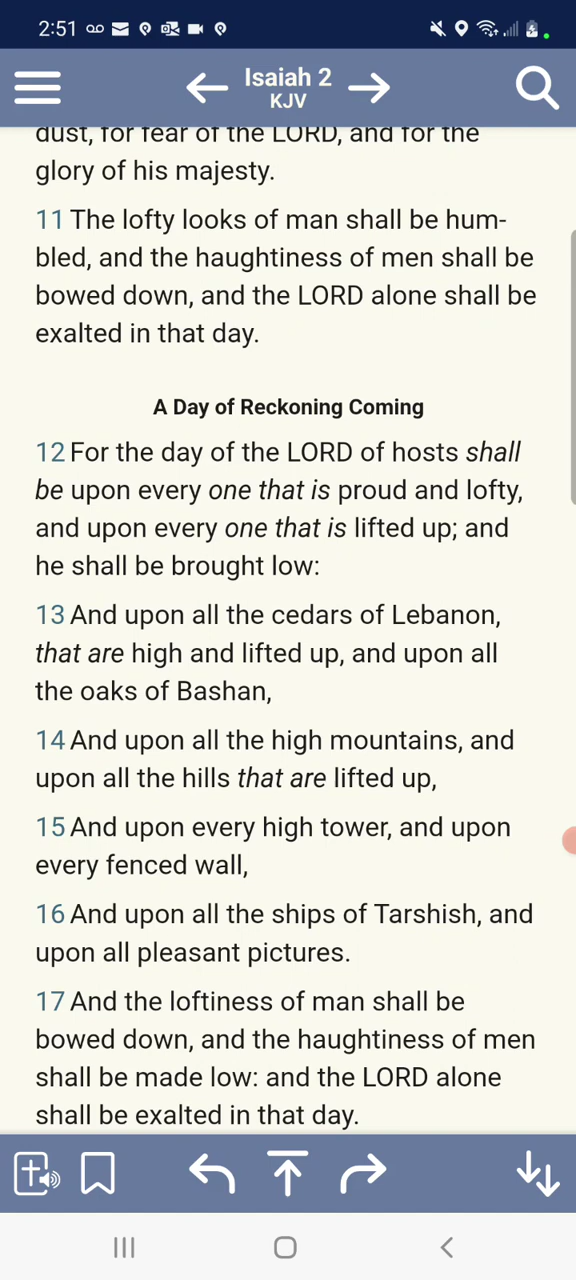 2:51
Isaiah 2
KJV
dust, for fear of the LORD, and for the
glory of his majesty.
11 The lofty looks of man shall be hum-
bled, and the haughtiness of men shall be
bowed down, and the LORD alone shall be
exalted in that day.
A Day of Reckoning Coming
12 For the day of the LORD of hosts shall
be upon every one that is proud and lofty,
and upon every one that is lifted up; and
he shall be brought low:
13 And upon all the cedars of Lebanon,
that are high and lifted up, and upon all
the oaks of Bashan,
14 And upon all the high mountains, and
upon all the hills that are lifted up,
15 And upon every high tower, and upon
every fenced wall,
16 And upon all the ships of Tarshish, and
upon all pleasant pictures.
17 And the loftiness of man shall be
bowed down, and the haughtiness of men
shall be made low: and the LORD alone
shall be exalted in that day.